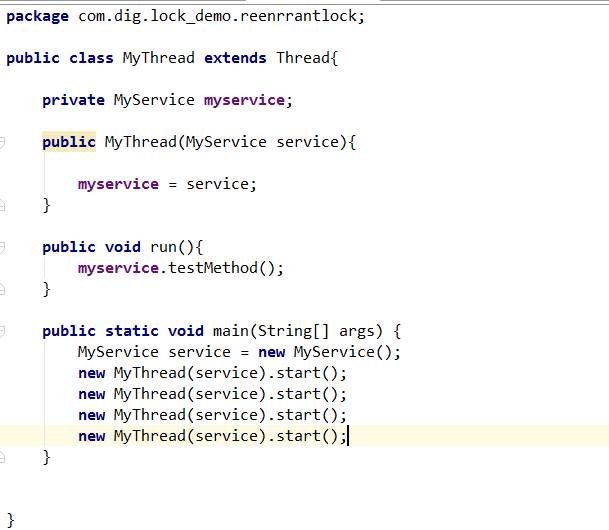 package com.dig.lock_demo.reenrrantlock;
public class MyThread extends Thread{
private MyService myservice;
public MyThread(MyService service){
myservice = service;
}
public void run(){
myservice.testMethod();
}
public static void main(String[] args) {
MyService service = new MyService();
new MyThread(service).start();
new MyThread(service).start();
new MyThread(service).start();
new MyThread(service).start();
}
}